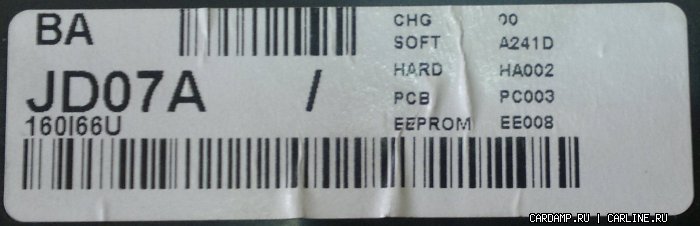 BA
JD07A /
160I66U
CHG 00
SOFT A241D
HARD HA002
PCB PC003
EEPROM EE008
CARDAMP.RU | CARLINE.RU